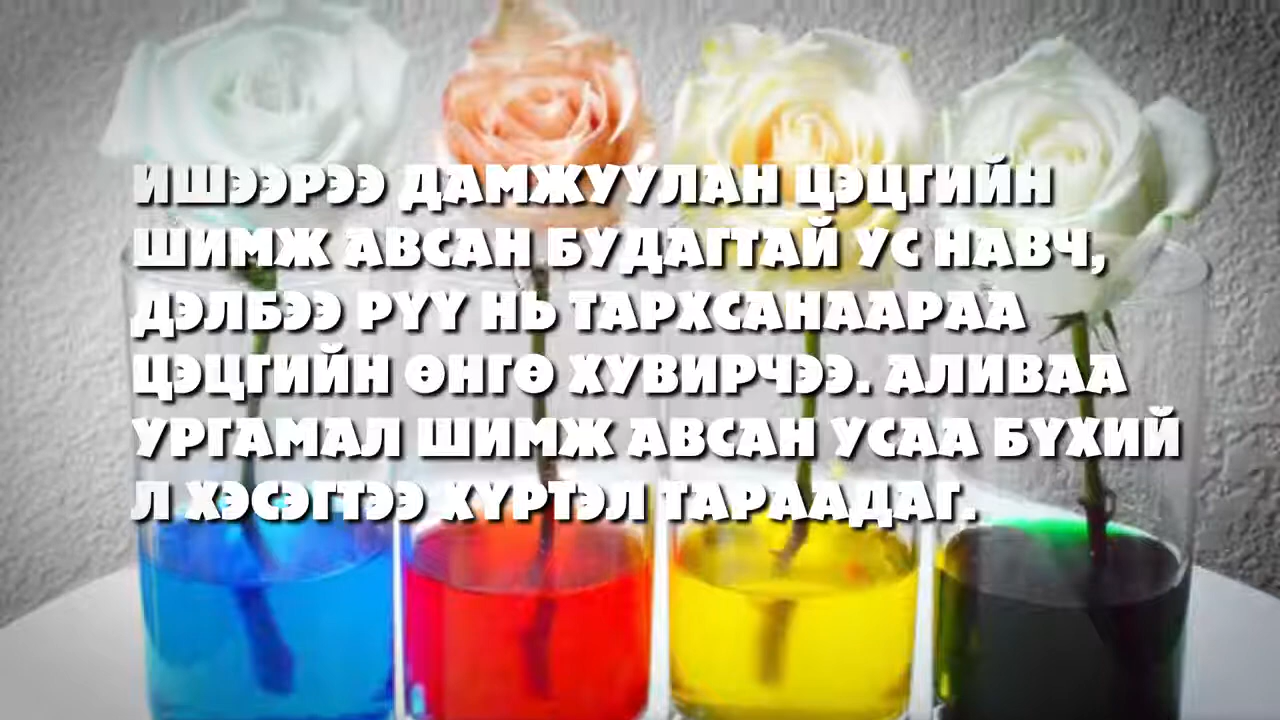 ИШЭЭРЭЭ ДАМЖУУЛАН ЦЭЦГИЙН
ШИМЖ АВСАН БУДАГТАЙ УС НАВЧ,
ДЭЛБЭЭ РҮҮ НЬ ТАРХСАНААРАА
ЦЭЦГИЙН ӨНГӨ ХУВИРЧЭЭ. АЛИВАА
УРГАМАЛ ШИМЖ АВСАН УСАА БҮХИЙ
Л ХЭСЭГТЭЭ ХҮРТЭЛ ТАРААДАГ.